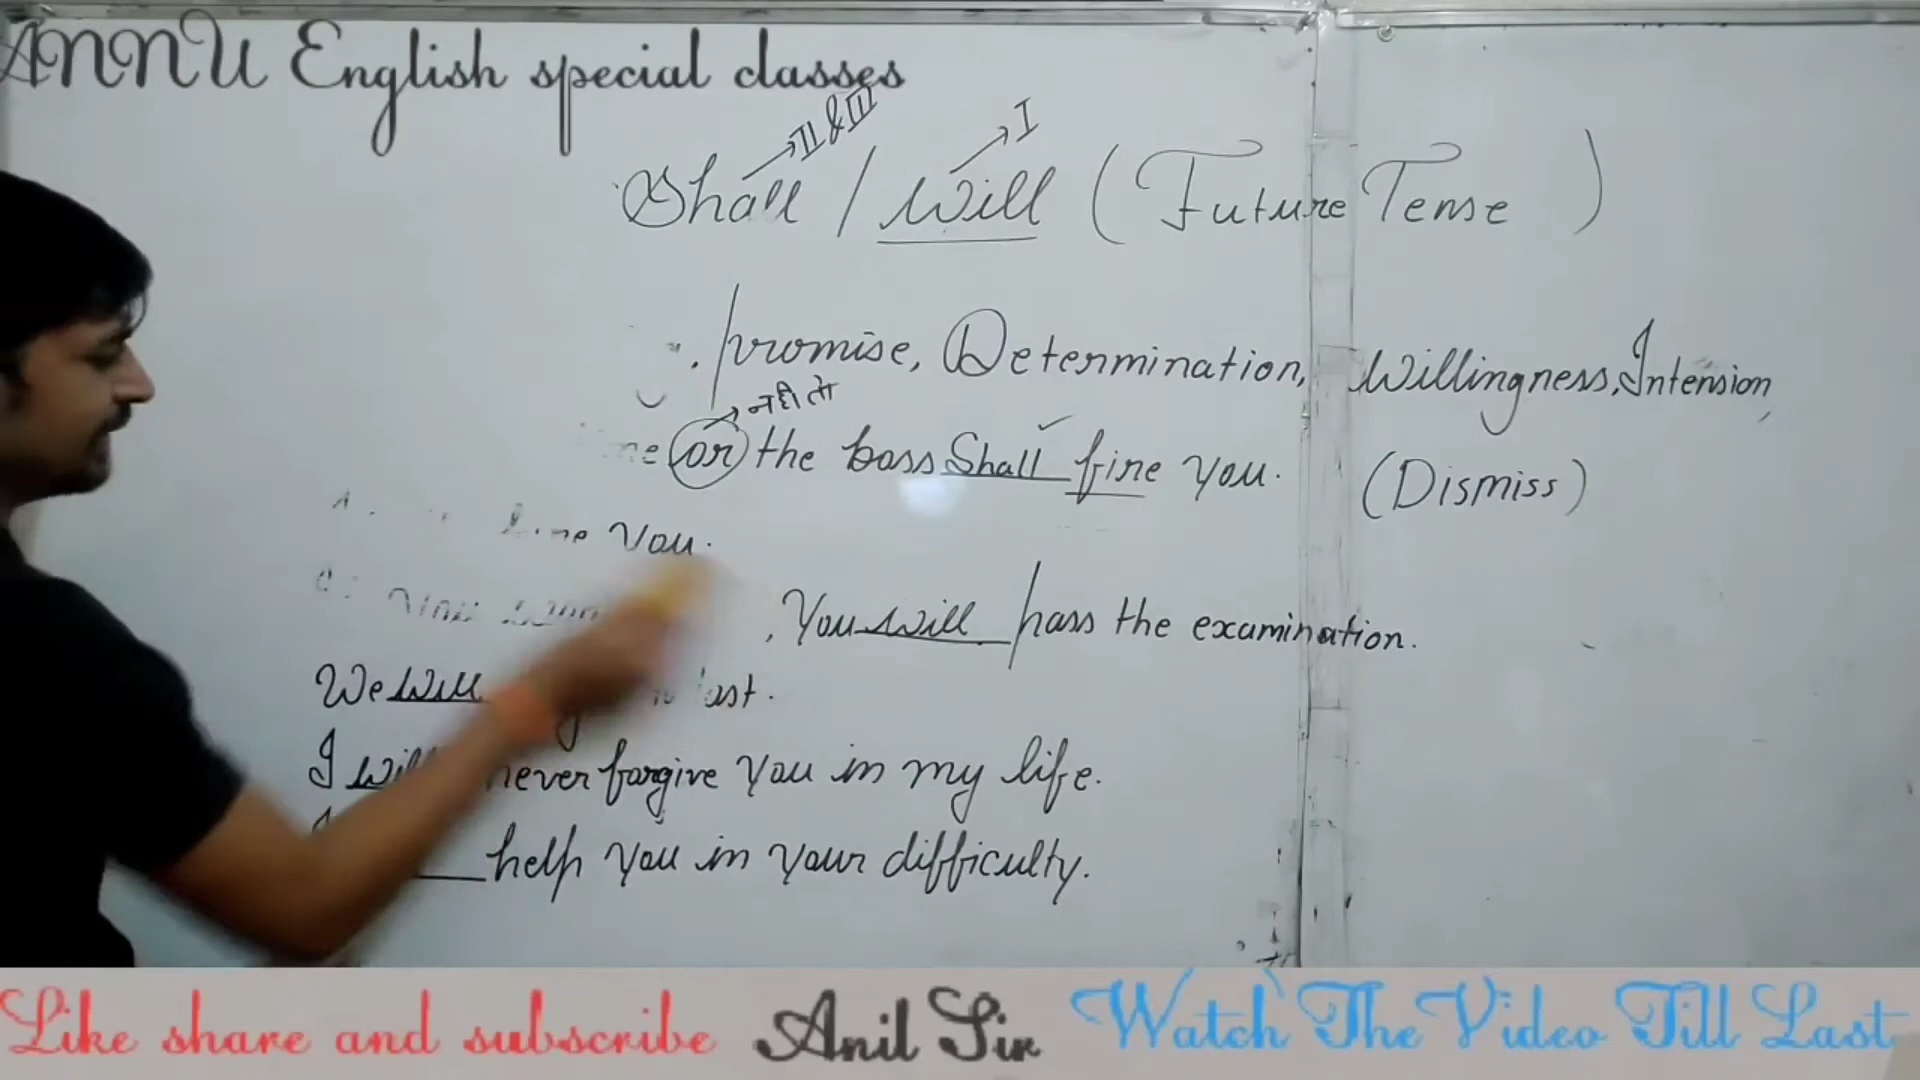 ANNU English special classes
II & III
I
Shall / Will (Future Tense)
promise, Determination, Willingness, Intension,
नही तो
or the boss Shall fine you. (Dismiss)
you.
, You will pass the examination.
We will last.
I will never forgive you in my life.
help you in your difficulty.
Like share and subscribe Anil Sir Watch The Video Till Last